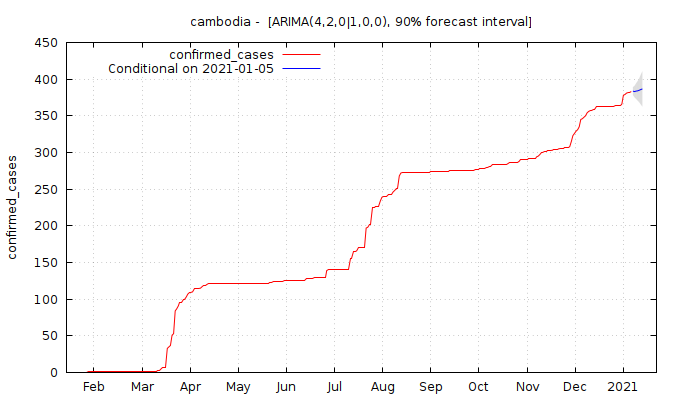 cambodia - [ARIMA(4,2,0|1,0,0), 90% forecast interval]
confirmed_cases
Conditional on 2021-01-05
confirmed_cases
450
400
350
300
250
200
150
100
50
0
Feb Mar Apr May Jun Jul Aug Sep Oct Nov Dec 2021